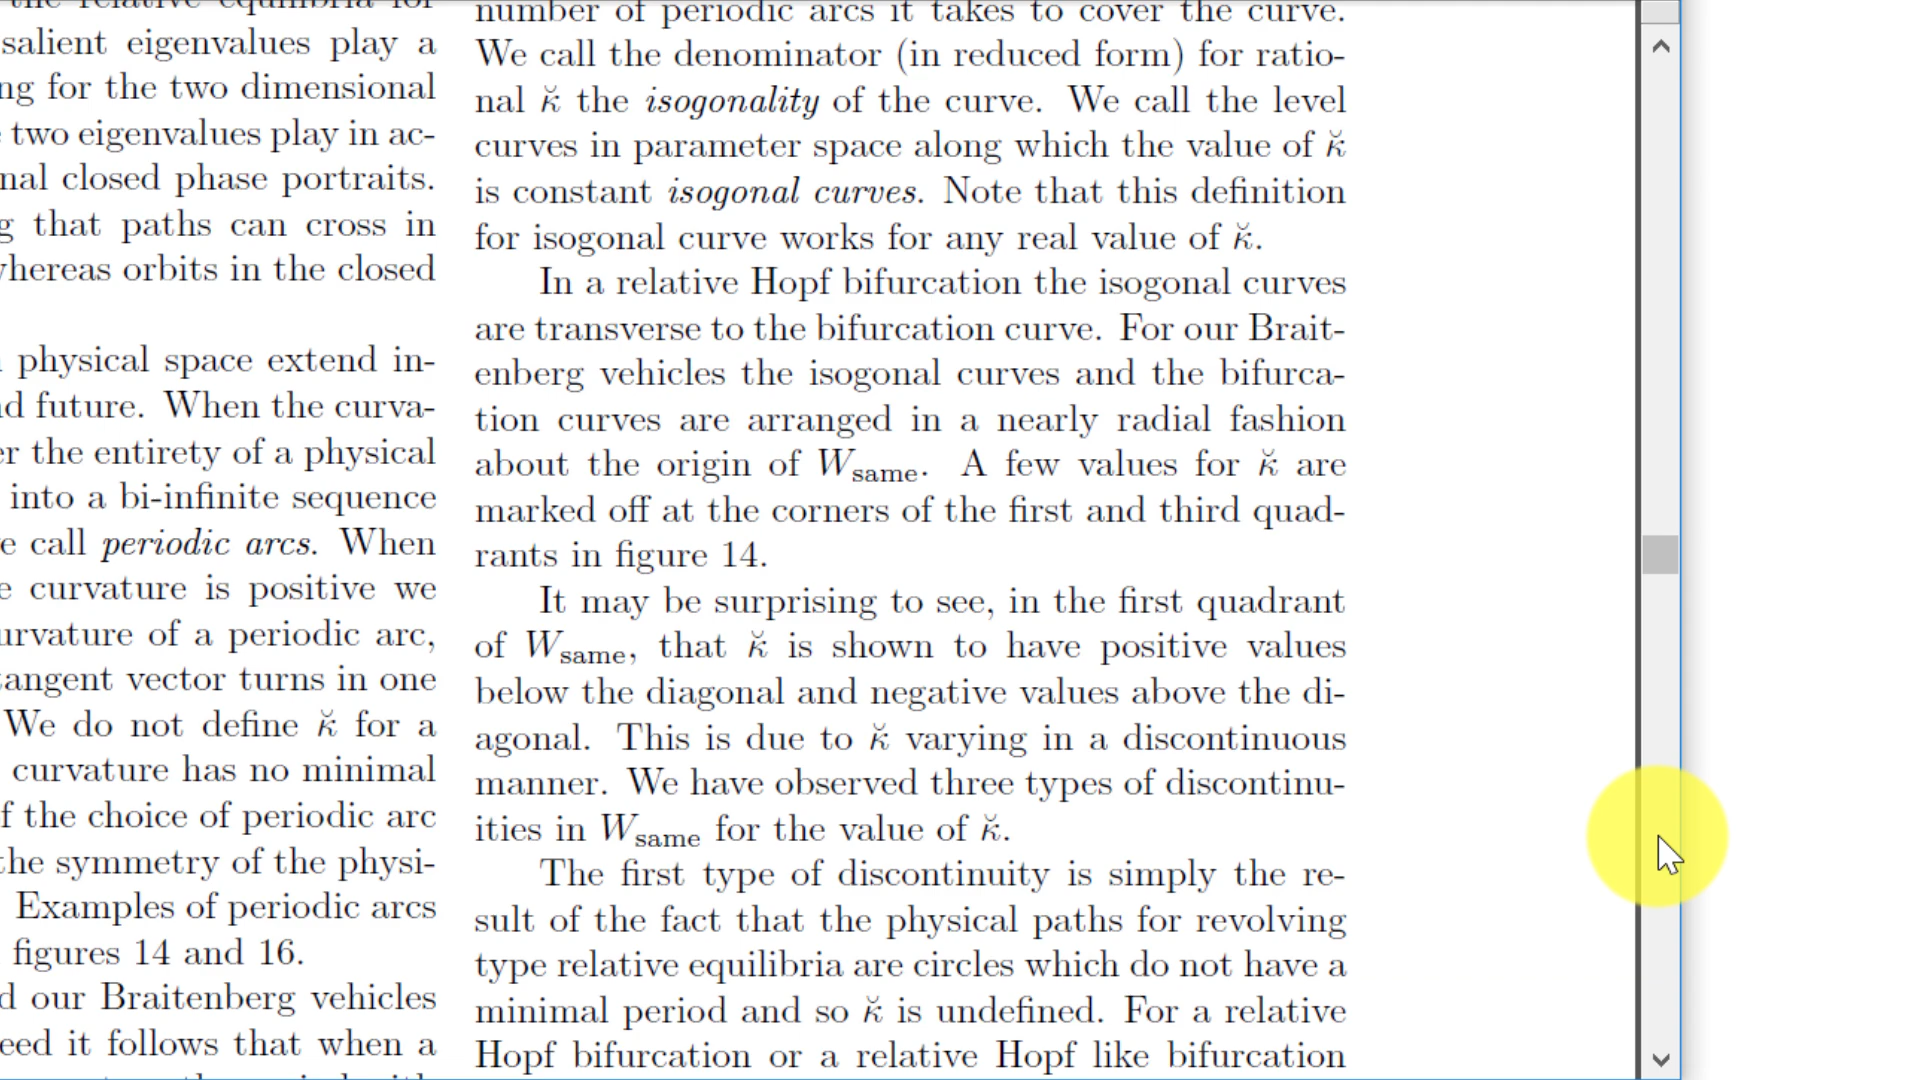 the relative equilibria for
salient eigenvalues play a
ng for the two dimensional
two eigenvalues play in ac-
nal closed phase portraits.
g that paths can cross in
whereas orbits in the closed
physical space extend in-
nd future. When the curva-
er the entirety of a physical
into a bi-infinite sequence
e call periodic arcs. When
e curvature is positive we
urvature of a periodic arc,
tangent vector turns in one
We do not define κ̆ for a
curvature has no minimal
f the choice of periodic arc
the symmetry of the physi-
Examples of periodic arcs
figures 14 and 16.
d our Braitenberg vehicles
eed it follows that when a
number of periodic arcs it takes to cover the curve.
We call the denominator (in reduced form) for ratio-
nal κ̆ the isogonality of the curve. We call the level
curves in parameter space along which the value of κ̆
is constant isogonal curves. Note that this definition
for isogonal curve works for any real value of κ̆.
In a relative Hopf bifurcation the isogonal curves
are transverse to the bifurcation curve. For our Brait-
enberg vehicles the isogonal curves and the bifurca-
tion curves are arranged in a nearly radial fashion
about the origin of Wsame. A few values for κ̆ are
marked off at the corners of the first and third quad-
rants in figure 14.
It may be surprising to see, in the first quadrant
of Wsame, that κ̆ is shown to have positive values
below the diagonal and negative values above the di-
agonal. This is due to κ̆ varying in a discontinuous
manner. We have observed three types of discontinu-
ities in Wsame for the value of κ̆.
The first type of discontinuity is simply the re-
sult of the fact that the physical paths for revolving
type relative equilibria are circles which do not have a
minimal period and so κ̆ is undefined. For a relative
Hopf bifurcation or a relative Hopf like bifurcation